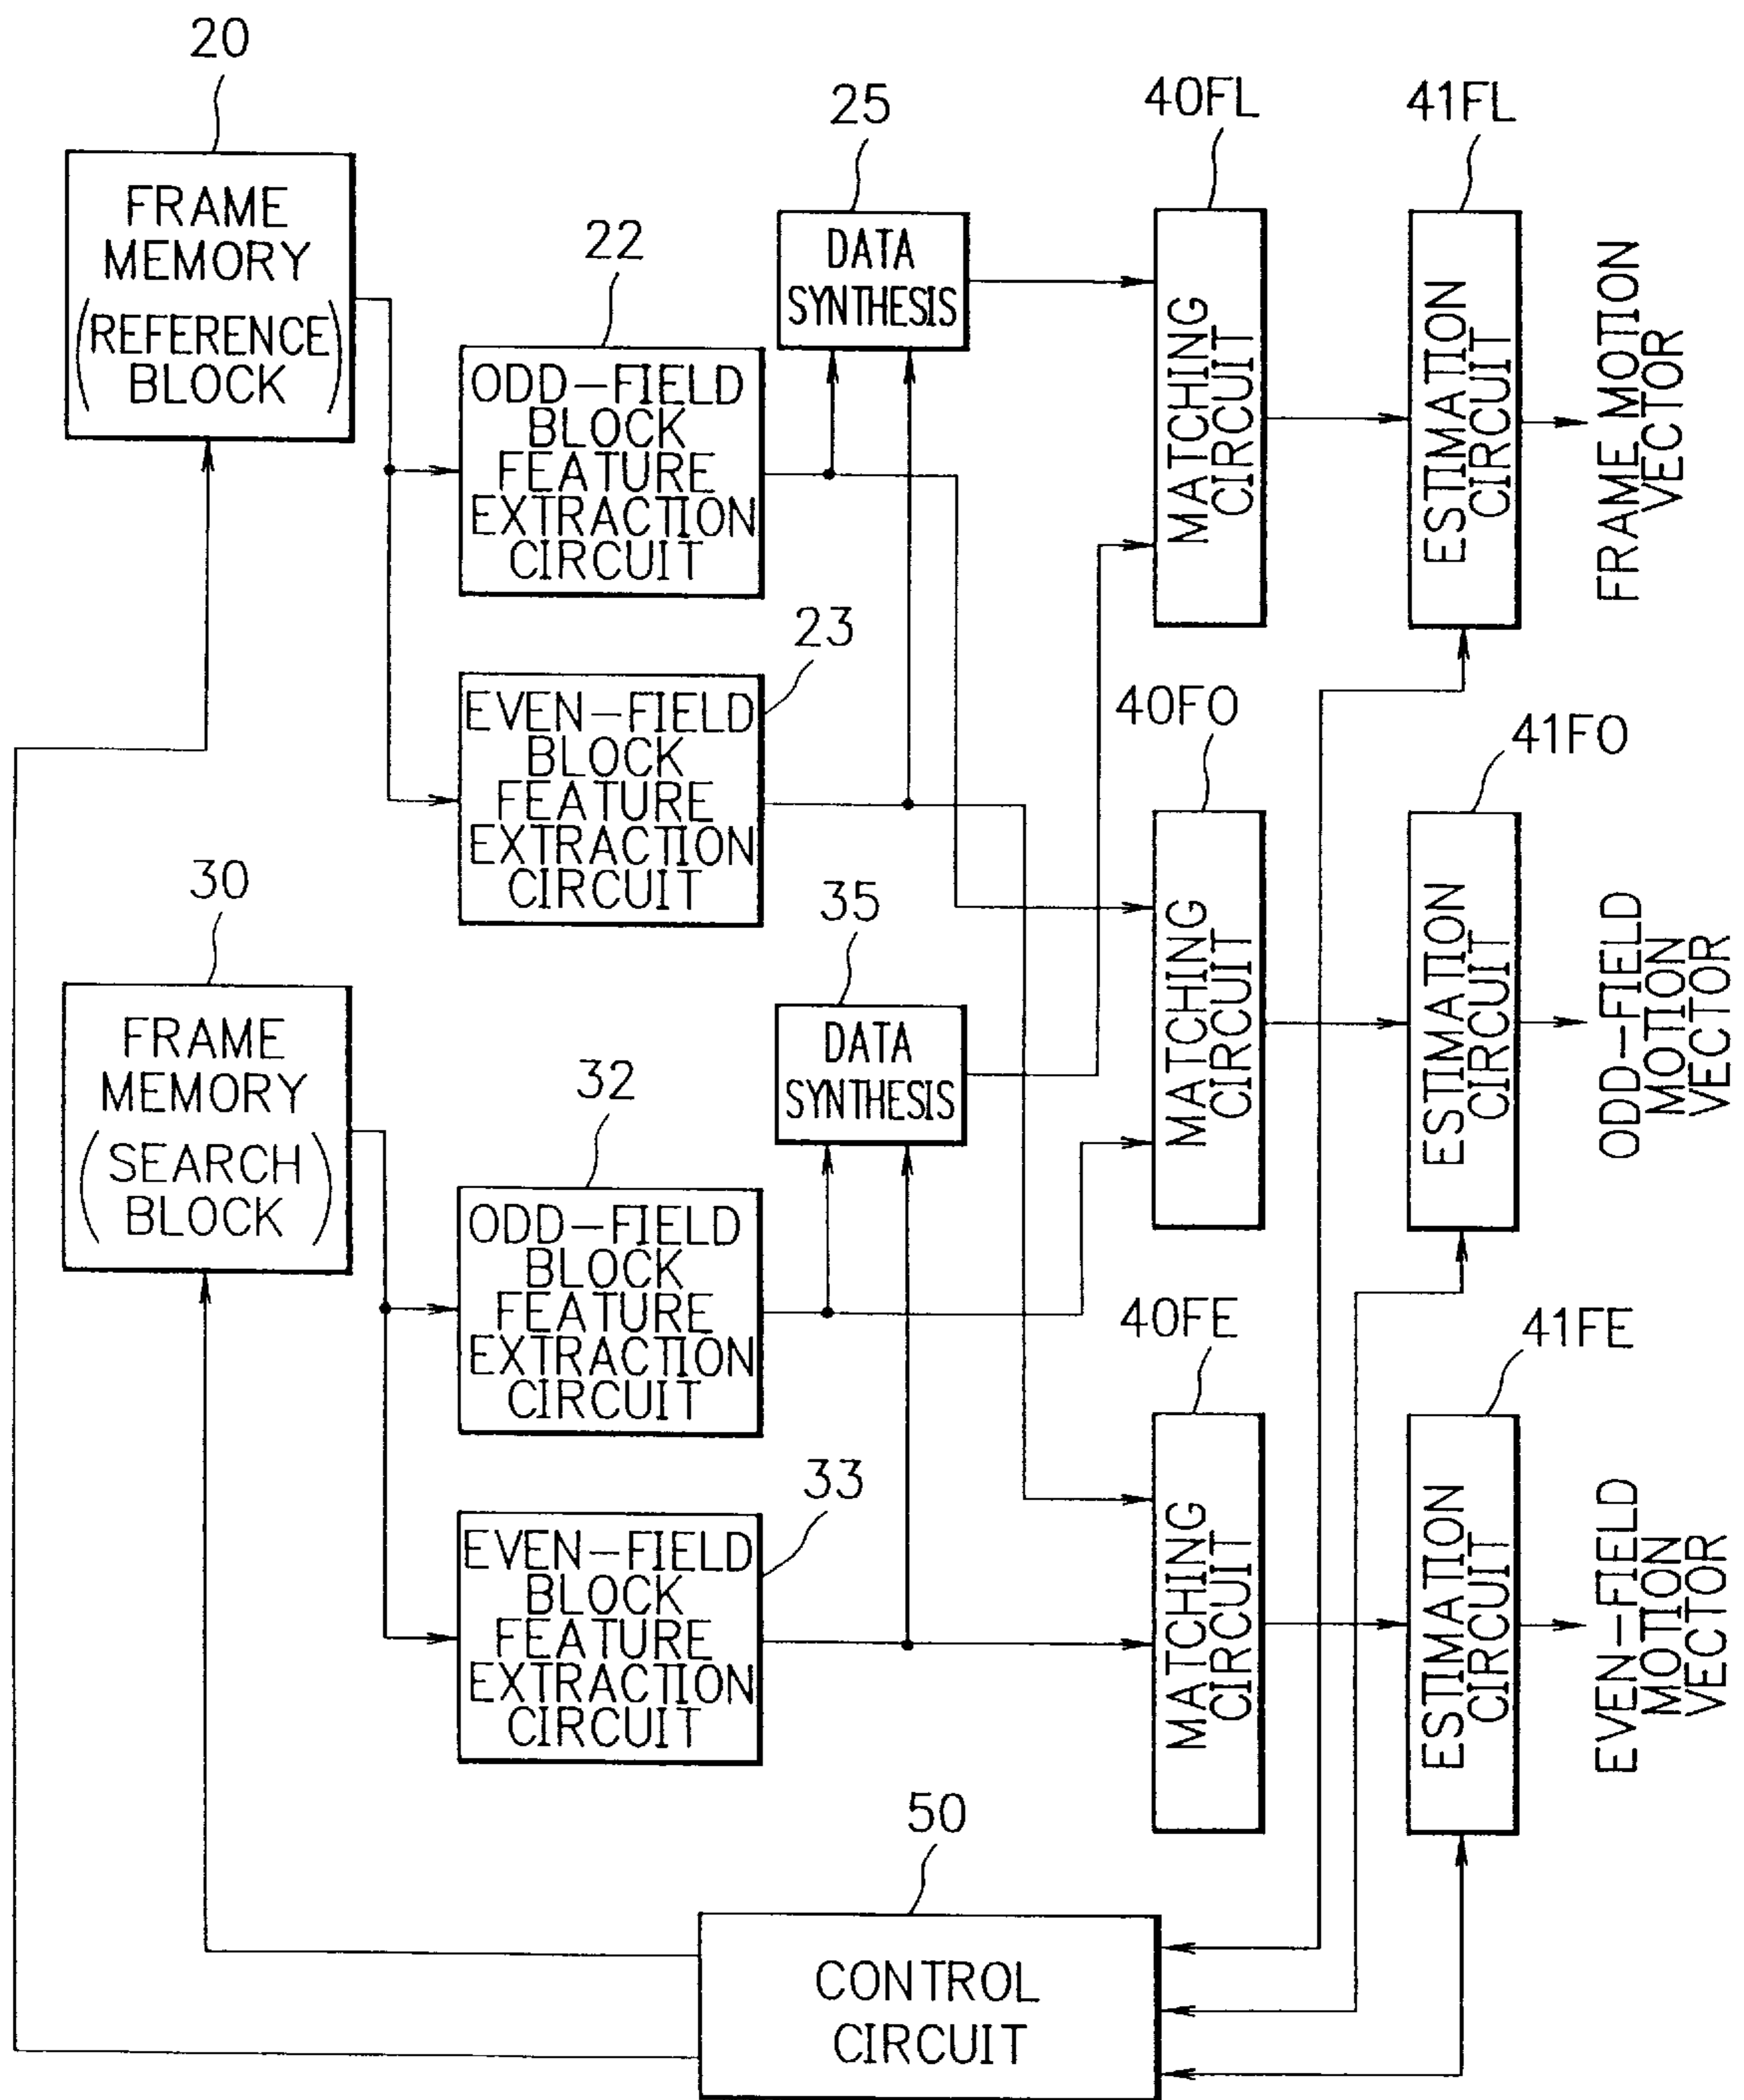 20
FRAME
MEMORY
(REFERENCE
BLOCK)
22
ODD-FIELD
BLOCK
FEATURE
EXTRACTION
CIRCUIT
23
EVEN-FIELD
BLOCK
FEATURE
EXTRACTION
CIRCUIT
25
DATA
SYNTHESIS
40FL
MATCHING
CIRCUIT
41FL
ESTIMATION
CIRCUIT
FRAME MOTION
VECTOR
30
FRAME
MEMORY
(SEARCH
BLOCK)
32
ODD-FIELD
BLOCK
FEATURE
EXTRACTION
CIRCUIT
33
EVEN-FIELD
BLOCK
FEATURE
EXTRACTION
CIRCUIT
35
DATA
SYNTHESIS
40FO
MATCHING
CIRCUIT
41FO
ESTIMATION
CIRCUIT
ODD-FIELD
MOTION
VECTOR
40FE
MATCHING
CIRCUIT
41FE
ESTIMATION
CIRCUIT
EVEN-FIELD
MOTION
VECTOR
50
CONTROL
CIRCUIT